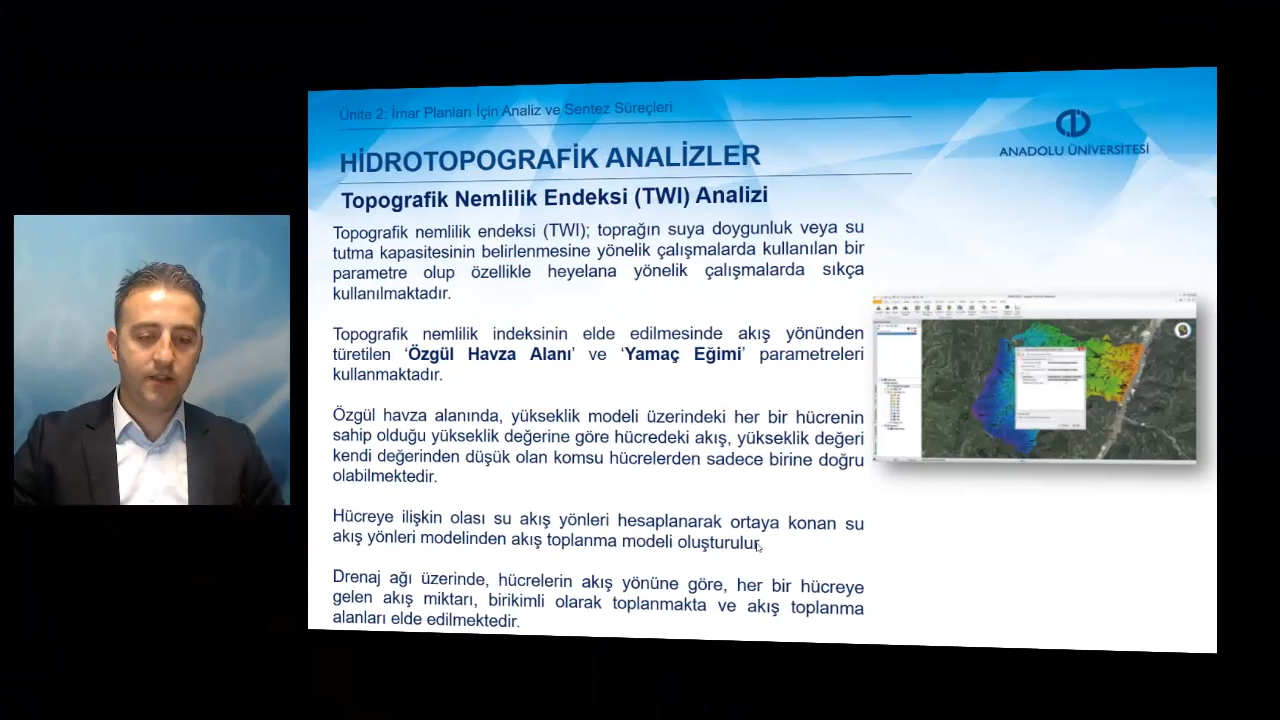 Ünite 2: İmar Planları İçin Analiz ve Sentez Süreçleri
HİDROTOPOGRAFİK ANALİZLER
ANADOLU ÜNİVERSİTESİ
Topografik Nemlilik Endeksi (TWI) Analizi
Topografik nemlilik endeksi (TWI); toprağın suya doygunluk veya su
tutma kapasitesinin belirlenmesine yönelik çalışmalarda kullanılan bir
parametre olup özellikle heyelana yönelik çalışmalarda sıkça
kullanılmaktadır.
Topografik nemlilik indeksinin elde edilmesinde akış yönünden
türetilen ‘Özgül Havza Alanı’ ve ‘Yamaç Eğimi’ parametreleri
kullanmaktadır.
Özgül havza alanında, yükseklik modeli üzerindeki her bir hücrenin
sahip olduğu yükseklik değerine göre hücredeki akış, yükseklik değeri
kendi değerinden düşük olan komsu hücrelerden sadece birine doğru
olabilmektedir.
Hücreye ilişkin olası su akış yönleri hesaplanarak ortaya konan su
akış yönleri modelinden akış toplanma modeli oluşturulur.
Drenaj ağı üzerinde, hücrelerin akış yönüne göre, her bir hücreye
gelen akış miktarı, birikimli olarak toplanmakta ve akış toplanma
alanları elde edilmektedir.